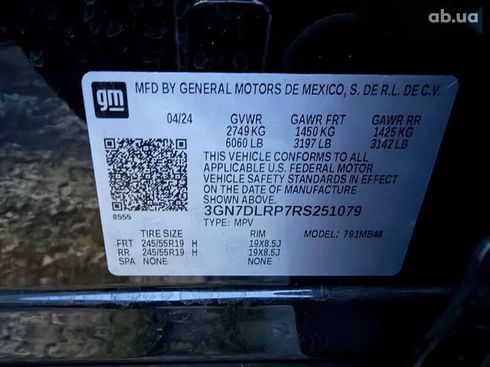 ab.ua
gm
MFD BY GENERAL MOTORS DE MEXICO, S. DE R.L. DE C.V.
04/24 GVWR GAWR FRT GAWR RR
2749 KG 1450 KG 1425 KG
6060 LB 3197 LB 3142 LB
THIS VEHICLE CONFORMS TO ALL
APPLICABLE U.S. FEDERAL MOTOR
VEHICLE SAFETY STANDARDS IN EFFECT
ON THE DATE OF MANUFACTURE
SHOWN ABOVE.
3GN7DLRP7RS251079
8555 TYPE: MPV
TIRE SIZE RIM MODEL: 791MB48
FRT 245/55R19 H 19X8.5J
RR 245/55R19 H 19X8.5J
SPA NONE NONE